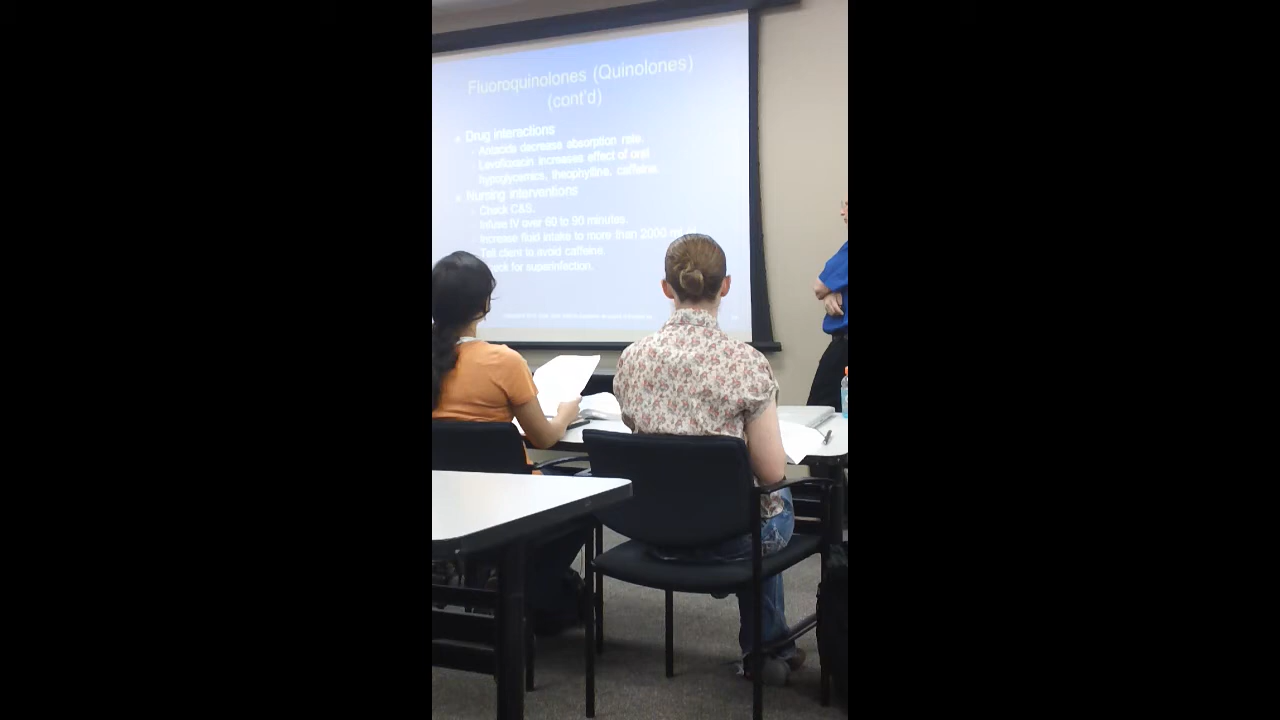 Fluoroquinolones (Quinolones)
(cont'd)
Drug interactions
Antacids decrease absorption rate.
Levofloxacin increases effect of oral
hypoglycemics, theophylline, caffeine.
Nursing interventions
Check C&S.
Infuse IV over 60 to 90 minutes.
Increase fluid intake to more than 2000
Tell client to avoid caffeine.
for superinfection.